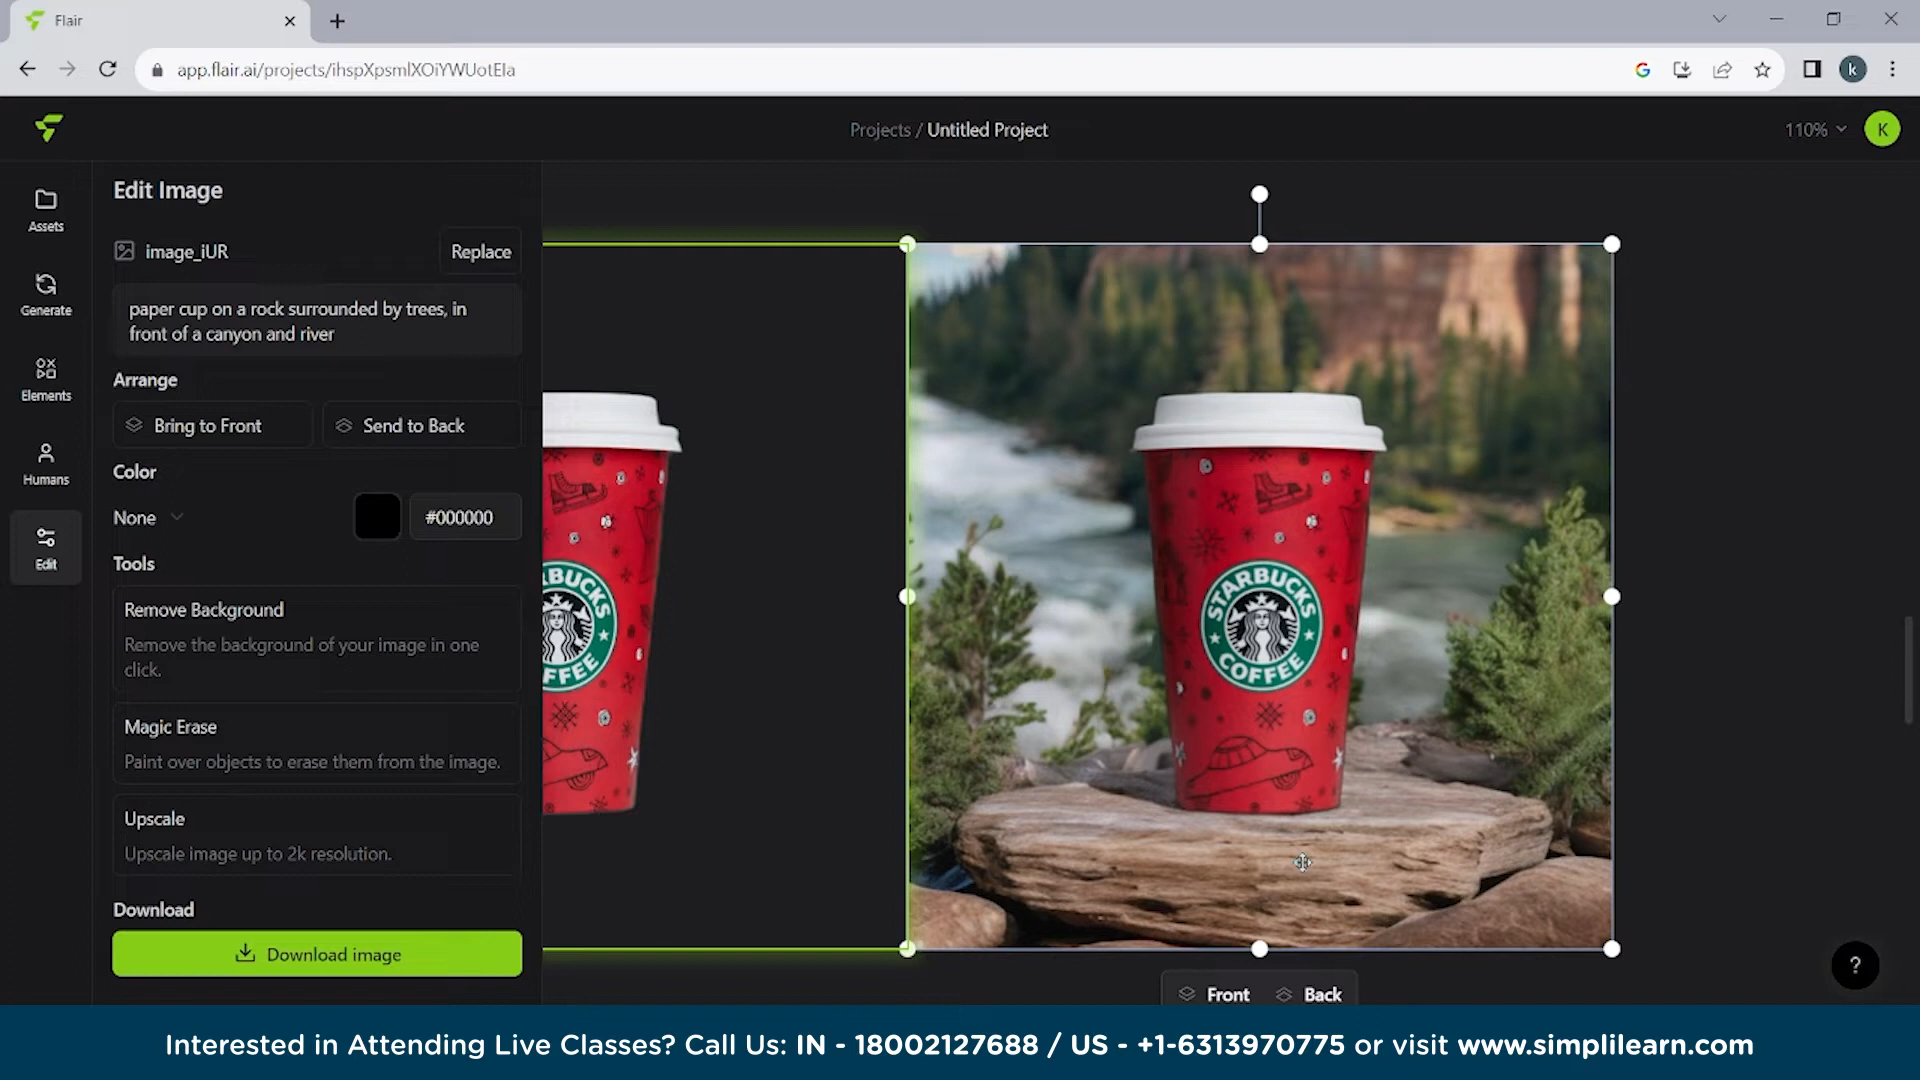 Flair
app.flair.ai/projects/ihspXpsmlXOiYWUotEla
k
Projects / Untitled Project
110%
K
Assets
Generate
Elements
Humans
Edit
Edit Image
image_iUR
Replace
paper cup on a rock surrounded by trees, in
front of a canyon and river
Arrange
Bring to Front
Send to Back
Color
None
#000000
Tools
Remove Background
Remove the background of your image in one
click.
Magic Erase
Paint over objects to erase them from the image.
Upscale
Upscale image up to 2k resolution.
Download
Download image
BUCKS
FFEE
STARBUCKS
COFFEE
Front
Back
?
Interested in Attending Live Classes? Call Us: IN - 18002127688 / US - +1-6313970775 or visit www.simplilearn.com